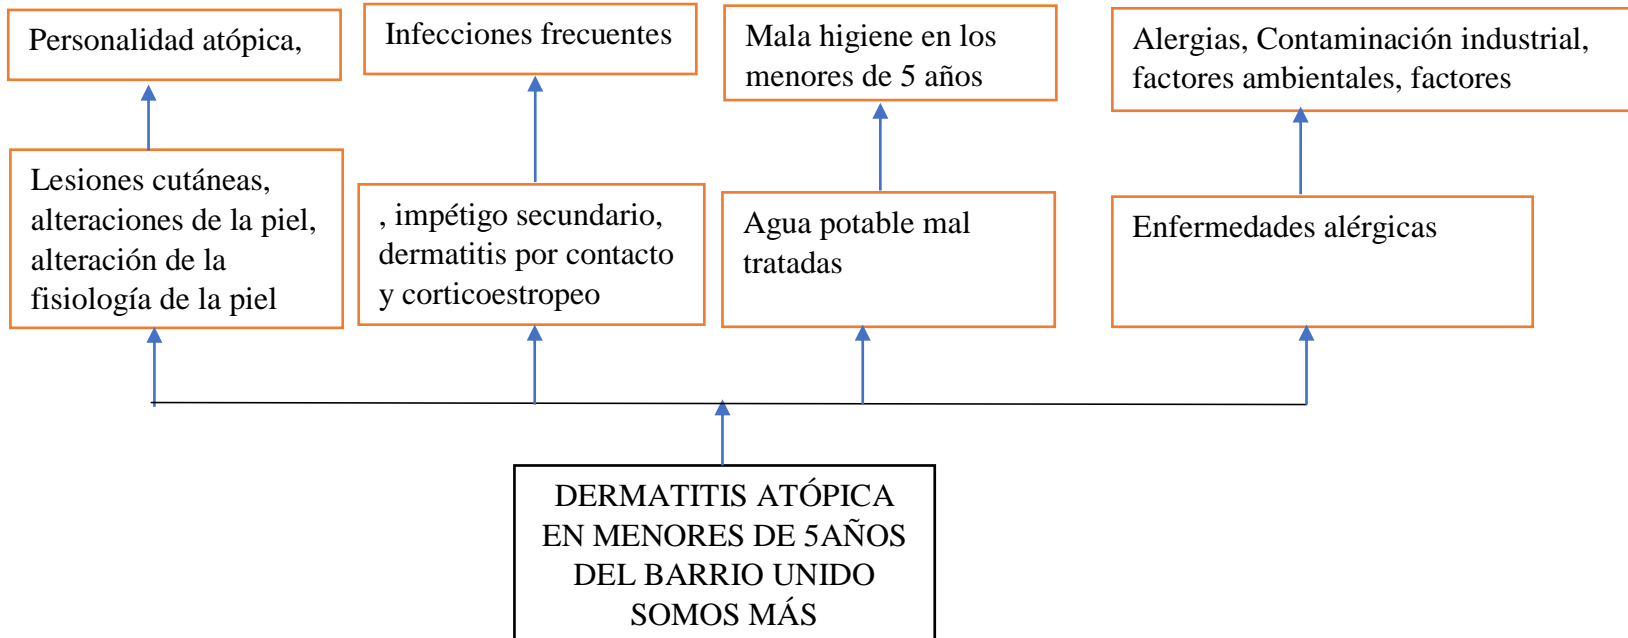 Personalidad atópica,
Infecciones frecuentes
Mala higiene en los
menores de 5 años
Alergias, Contaminación industrial,
factores ambientales, factores
Lesiones cutáneas,
alteraciones de la piel,
alteración de la
fisiología de la piel
, impétigo secundario,
dermatitis por contacto
y corticoestropeo
Agua potable mal
tratadas
Enfermedades alérgicas
DERMATITIS ATÓPICA
EN MENORES DE 5AÑOS
DEL BARRIO UNIDO
SOMOS MÁS